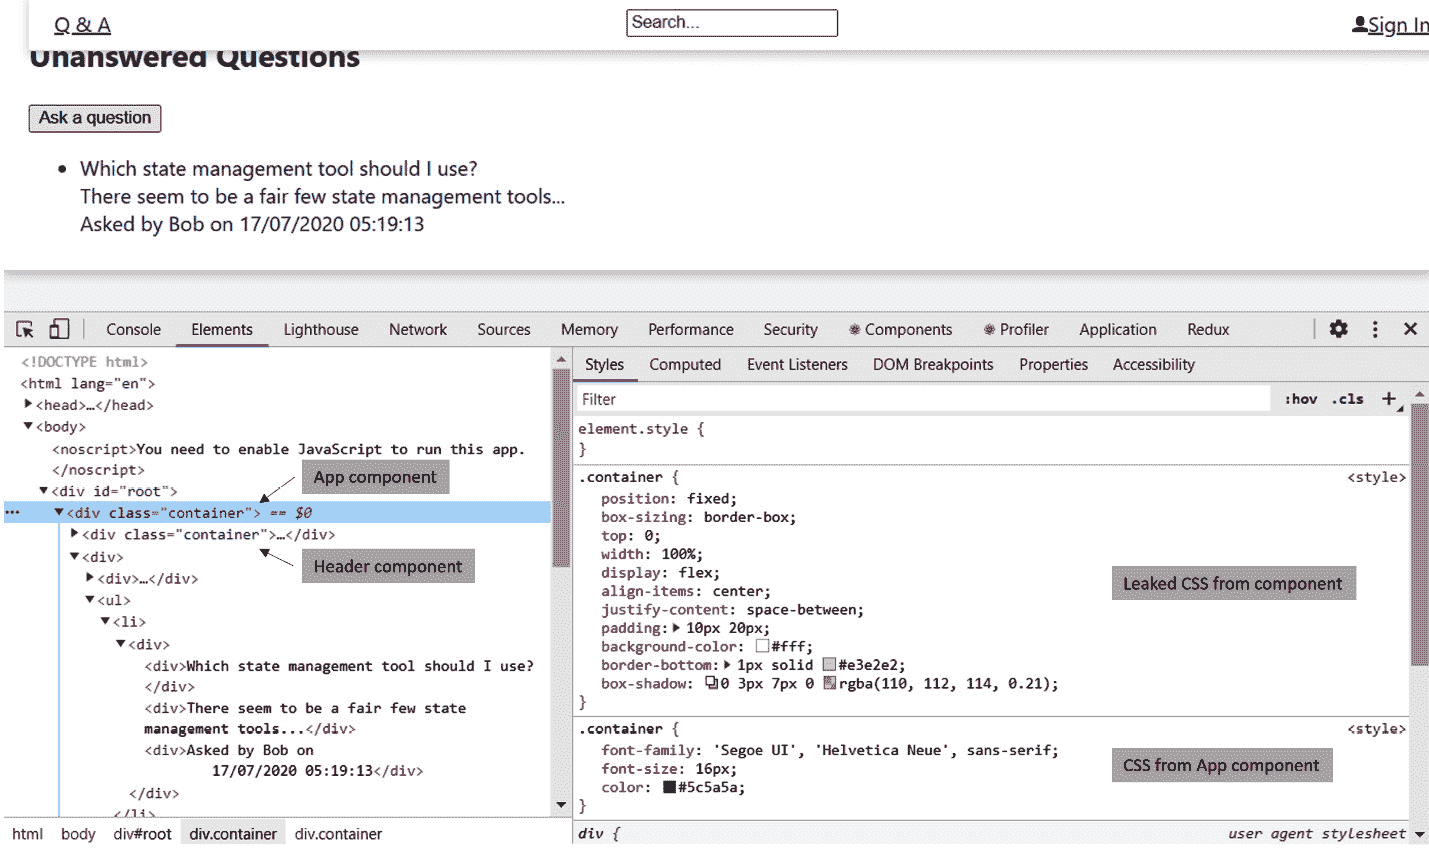 Q & A
Search...
Sign In
Unanswered Questions
Ask a question
Which state management tool should I use?
There seem to be a fair few state management tools...
Asked by Bob on 17/07/2020 05:19:13
Console Elements Lighthouse Network Sources Memory Performance Security Components Profiler Application Redux
<!DOCTYPE html>
<html lang="en">
<head>…</head>
<body>
<noscript>You need to enable JavaScript to run this app.
</noscript>
App component
<div id="root">
<div class="container"> == $0
<div class="container">…</div>
Header component
<div>
<div>…</div>
<ul>
<li>
<div>
<div>Which state management tool should I use?
</div>
<div>There seem to be a fair few state
management tools...</div>
<div>Asked by Bob on
17/07/2020 05:19:13</div>
</div>
</li>
html body div#root div.container div.container
Styles Computed Event Listeners DOM Breakpoints Properties Accessibility
Filter :hov .cls +
element.style {
}
.container { <style>
position: fixed;
box-sizing: border-box;
top: 0;
width: 100%;
display: flex;
align-items: center;
Leaked CSS from component
justify-content: space-between;
padding: 10px 20px;
background-color: #fff;
border-bottom: 1px solid #e3e2e2;
box-shadow: 0 3px 7px 0 rgba(110, 112, 114, 0.21);
}
.container { <style>
font-family: 'Segoe UI', 'Helvetica Neue', sans-serif;
font-size: 16px;
CSS from App component
color: #5c5a5a;
}
div { user agent stylesheet